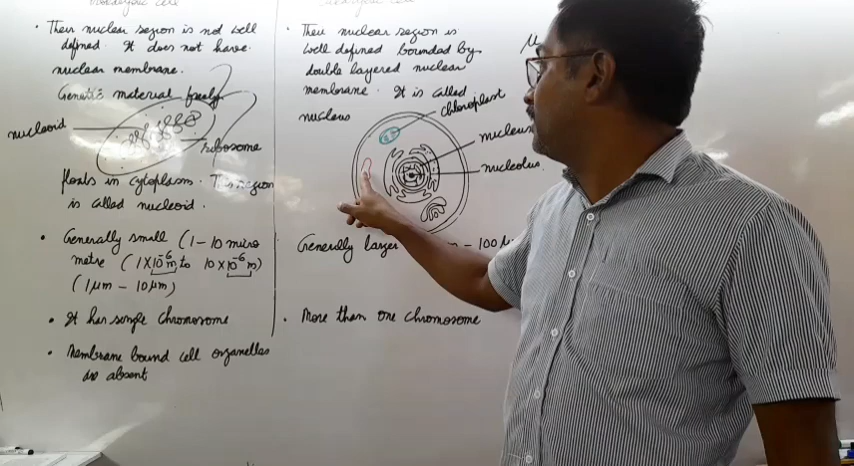 cell
Their nuclear region is not well
defined. It does not have
nuclear membrane.
Genetic material freely
nucleoid
ribosome
floats in cytoplasm. This region
is called nucleoid.
Generally small (1-10 micro
metre (1×10⁻⁶m to 10×10⁻⁶m)
(1μm - 10μm)
It has single chromosome
Membrane bound cell organelles
are absent
cell
Their nuclear region is
well defined bounded by
double layered nuclear
membrane. It is called
nucleus
chloroplast
nucleus
nucleolus
Generally larger
m - 100
More than one chromosome